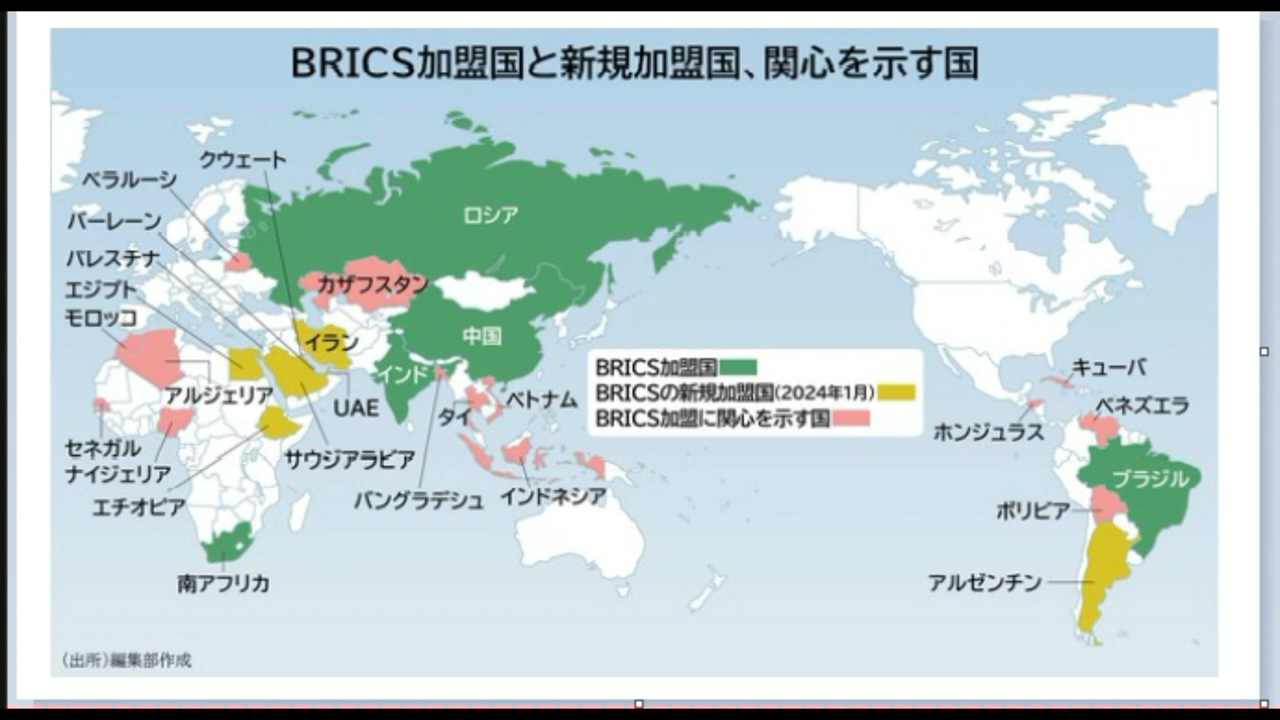 BRICS加盟国と新規加盟国、関心を示す国
クウェート
ベラルーシ
バーレーン
パレスチナ
エジプト
モロッコ
ロシア
カザフスタン
中国
イラン
インド
アルジェリア
UAE
タイ
ベトナム
BRICS加盟国
BRICSの新規加盟国(2024年1月)
BRICS加盟に関心を示す国
キューバ
ベネズエラ
ホンジュラス
セネガル
ナイジェリア
サウジアラビア
エチオピア
バングラデシュ
インドネシア
ブラジル
ボリビア
南アフリカ
アルゼンチン
(出所)編集部作成